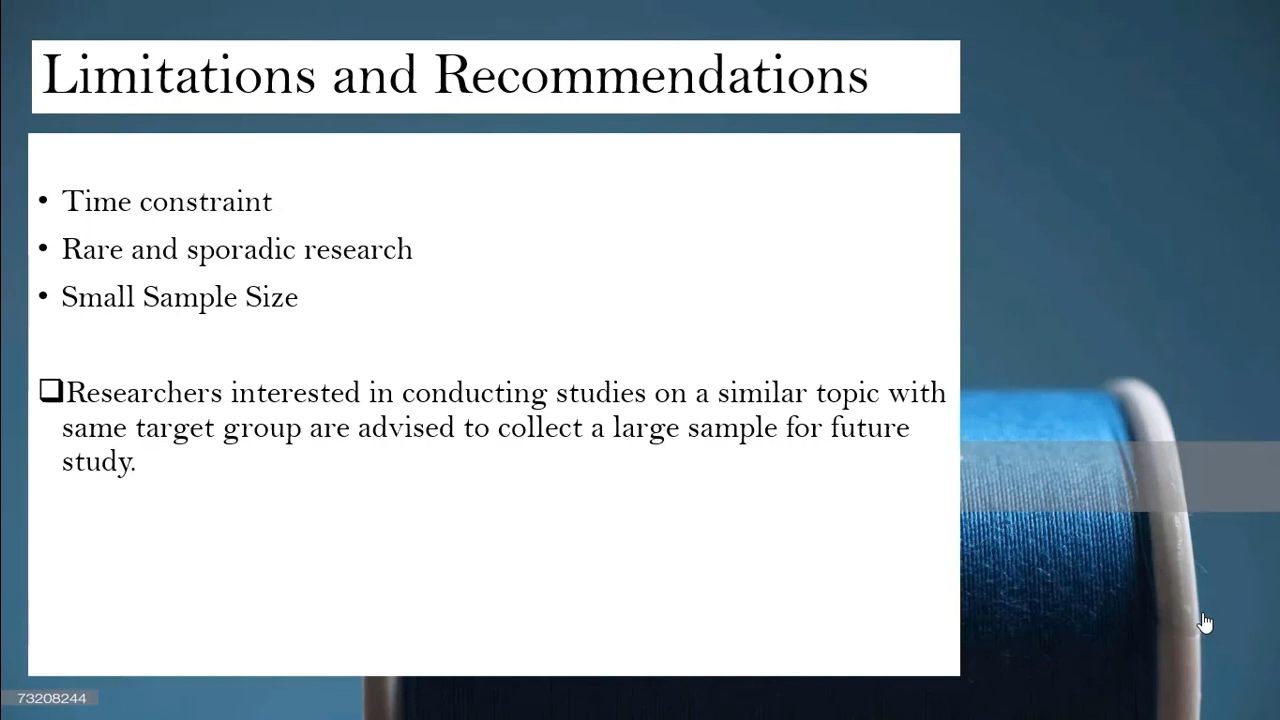 Limitations and Recommendations
• Time constraint
• Rare and sporadic research
• Small Sample Size
❑Researchers interested in conducting studies on a similar topic with
same target group are advised to collect a large sample for future
study.
73208244